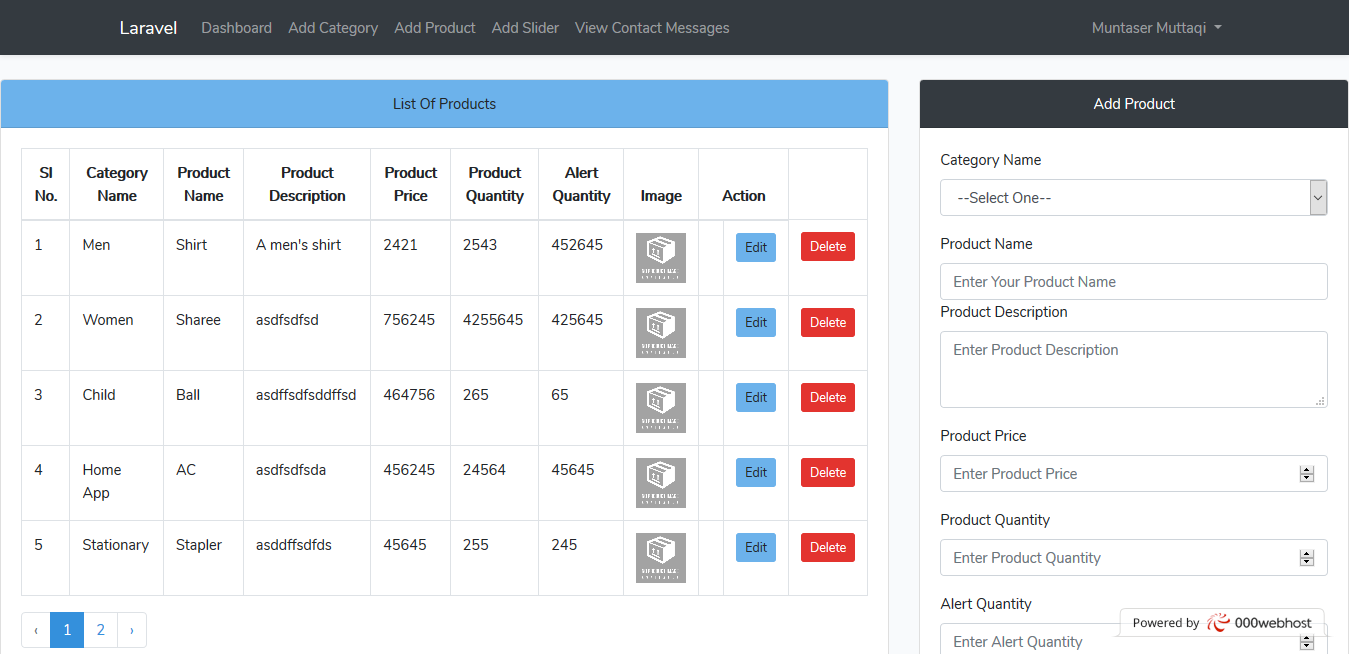 Laravel Dashboard Add Category Add Product Add Slider View Contact Messages Muntaser Muttaqi
List Of Products
Sl No. Category Name Product Name Product Description Product Price Product Quantity Alert Quantity Image Action
1 Men Shirt A men's shirt 2421 2543 452645 Edit Delete
2 Women Sharee asdfsdfsd 756245 4255645 425645 Edit Delete
3 Child Ball asdffsdfsddffsd 464756 265 65 Edit Delete
4 Home App AC asdfsdfsda 456245 24564 45645 Edit Delete
5 Stationary Stapler asddffsdfds 45645 255 245 Edit Delete
‹ 1 2 ›
Add Product
Category Name
--Select One--
Product Name
Enter Your Product Name
Product Description
Enter Product Description
Product Price
Enter Product Price
Product Quantity
Enter Product Quantity
Alert Quantity
Enter Alert Quantity
Powered by 000webhost